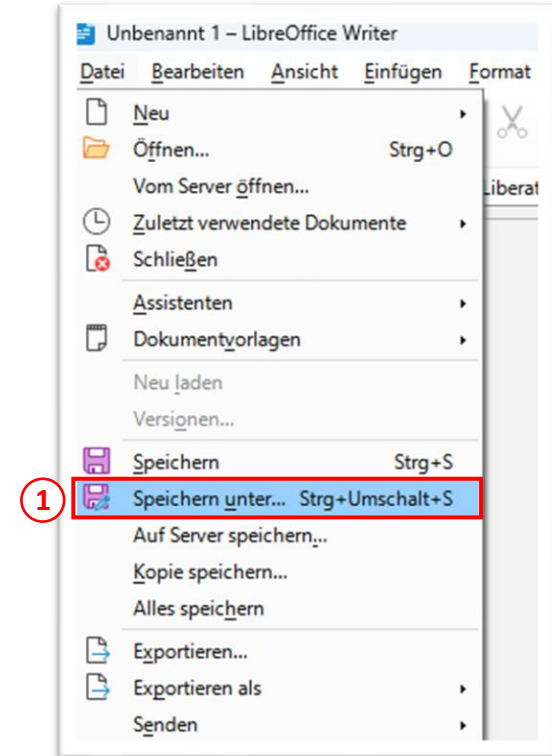 Unbenannt 1 – LibreOffice Writer
Datei Bearbeiten Ansicht Einfügen Format
Neu
Öffnen... Strg+O
Vom Server öffnen...
Liberat
Zuletzt verwendete Dokumente
Schließen
Assistenten
Dokumentvorlagen
Neu laden
Versionen...
Speichern Strg+S
1 Speichern unter... Strg+Umschalt+S
Auf Server speichern...
Kopie speichern...
Alles speichern
Exportieren...
Exportieren als
Senden